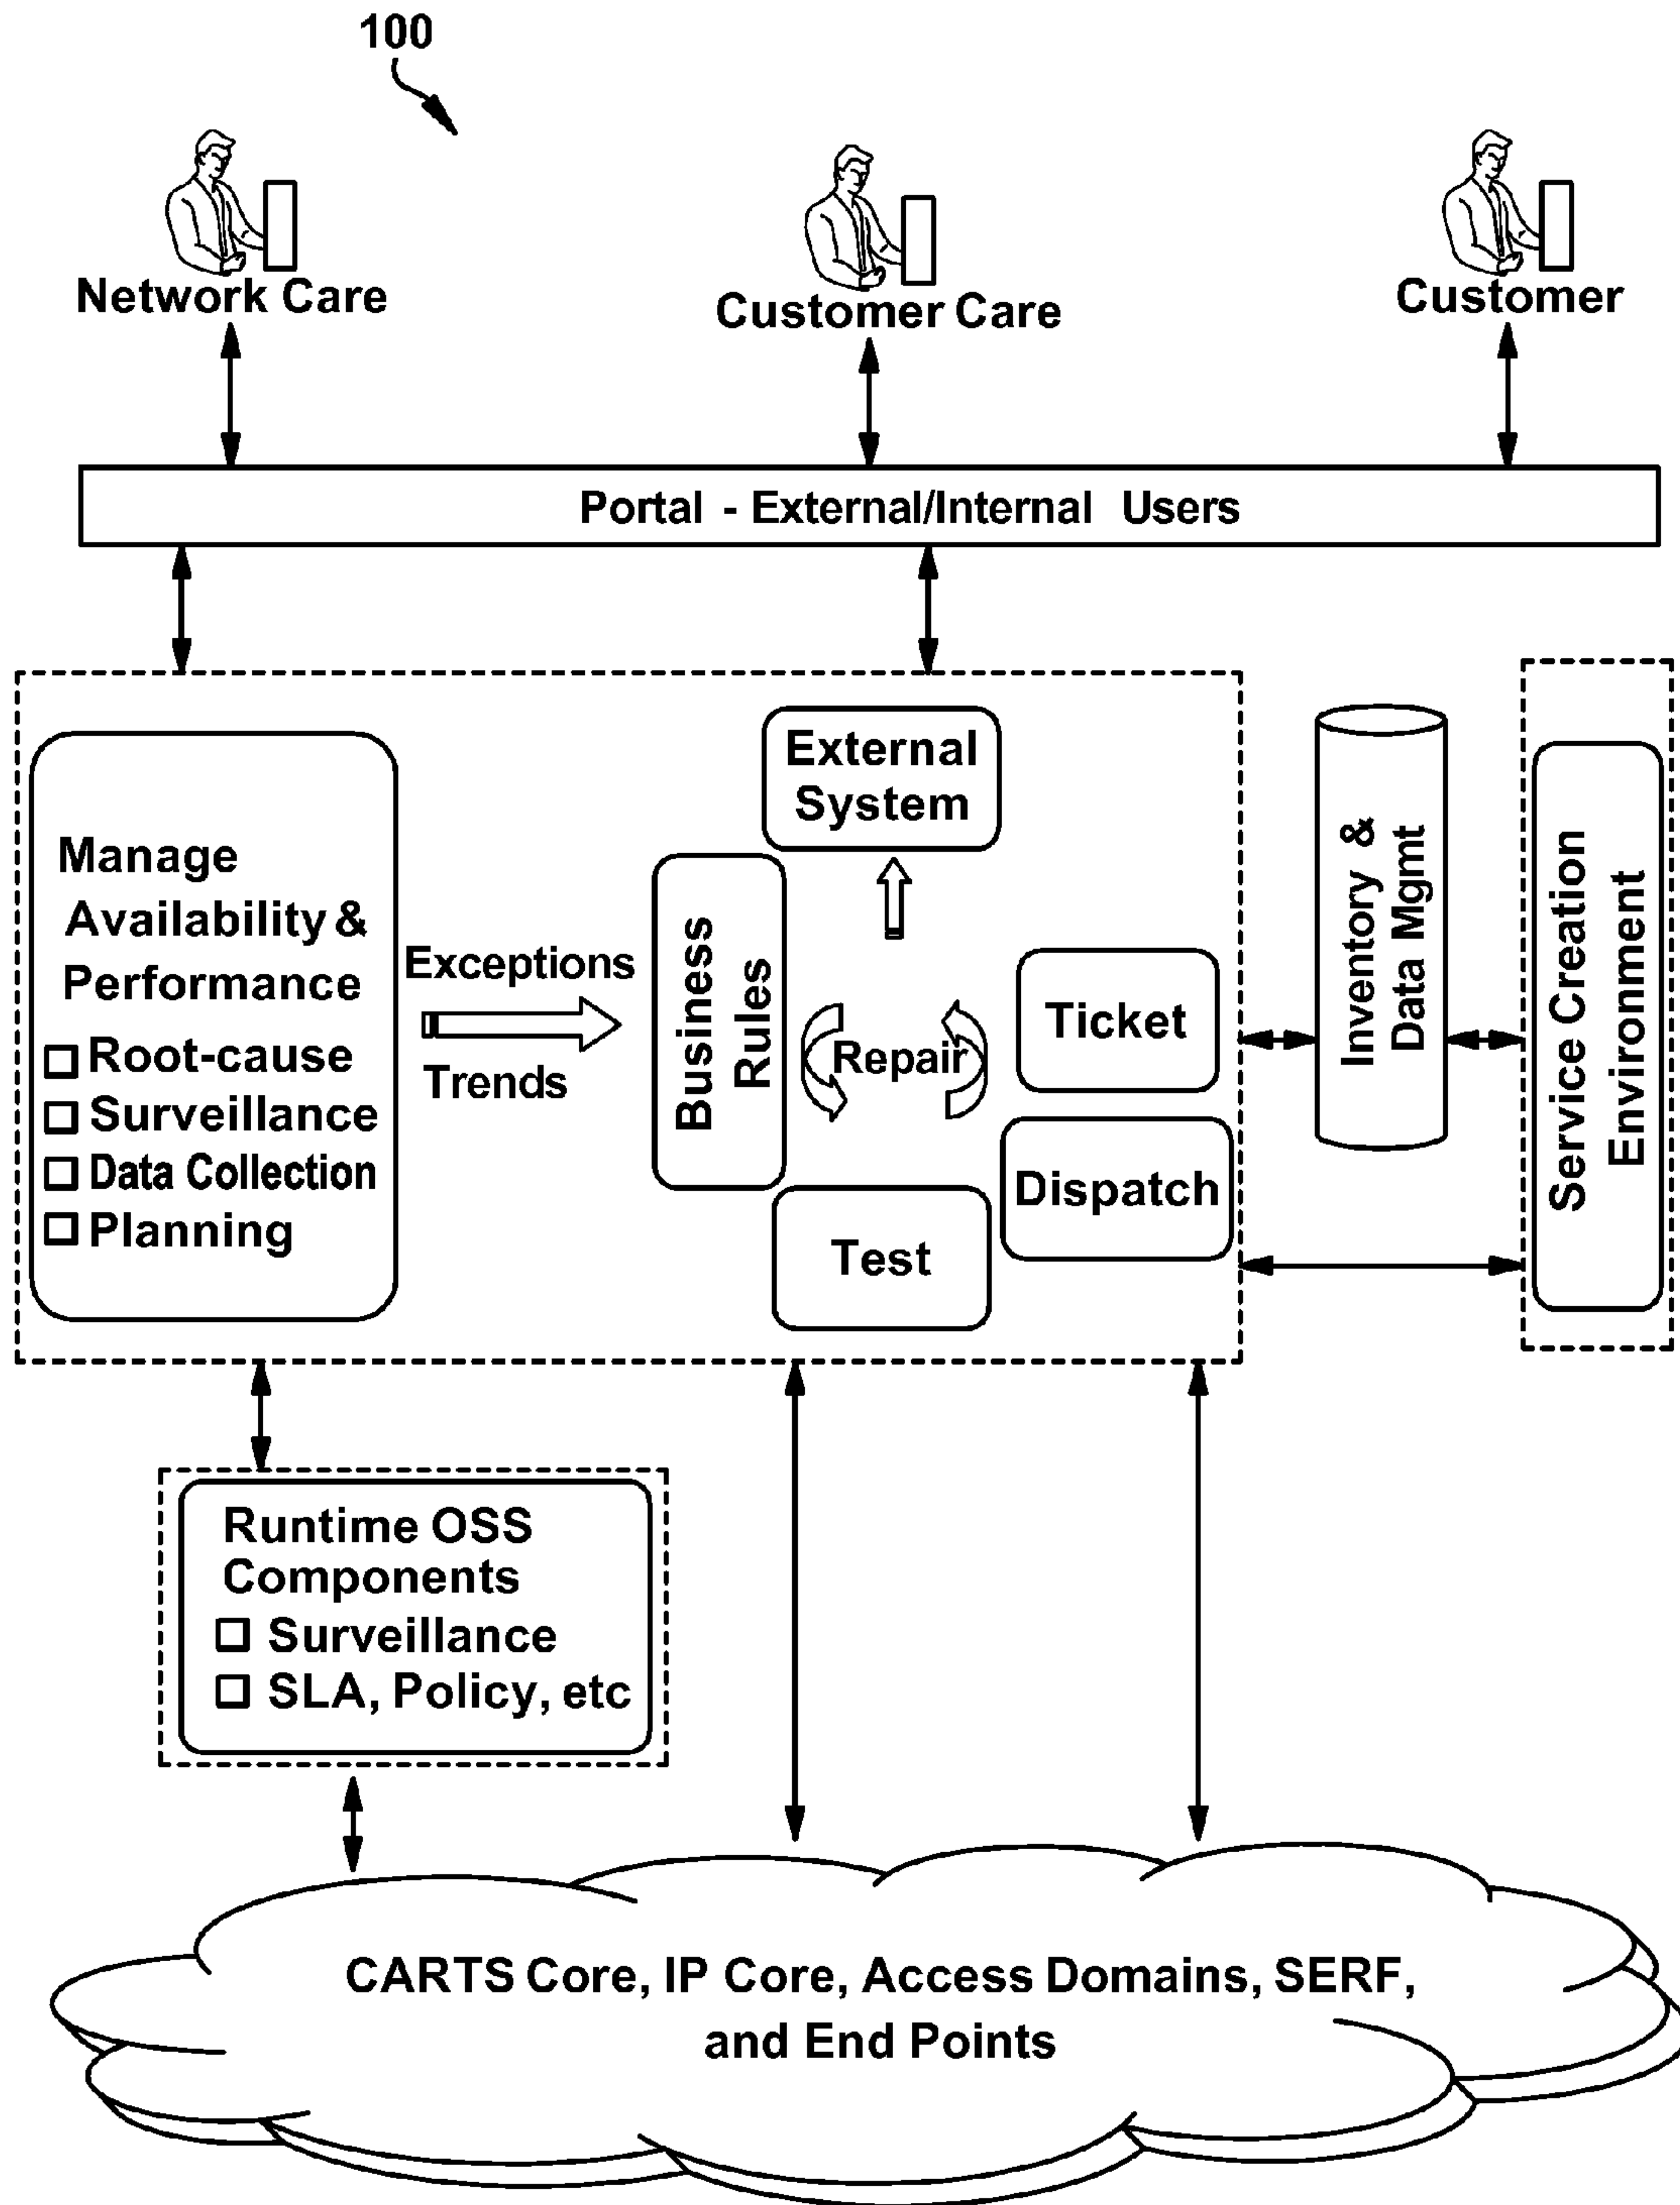 100
Network Care
Customer Care
Customer
Portal - External/Internal Users
Manage
Availability &
Performance
Root-cause
Surveillance
Data Collection
Planning
Exceptions
Trends
External
System
Business
Rules
Repair
Ticket
Dispatch
Test
Inventory &
Data Mgmt
Service Creation
Environment
Runtime OSS
Components
Surveillance
SLA, Policy, etc
CARTS Core, IP Core, Access Domains, SERF,
and End Points